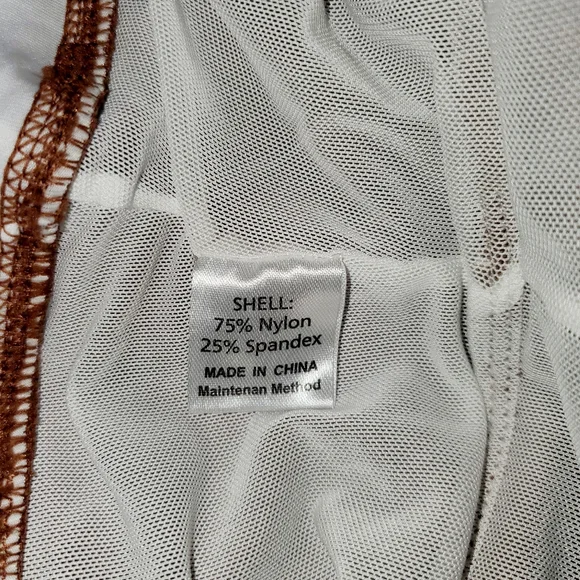 SHELL:
75% Nylon
25% Spandex
MADE IN CHINA
Maintenan Method